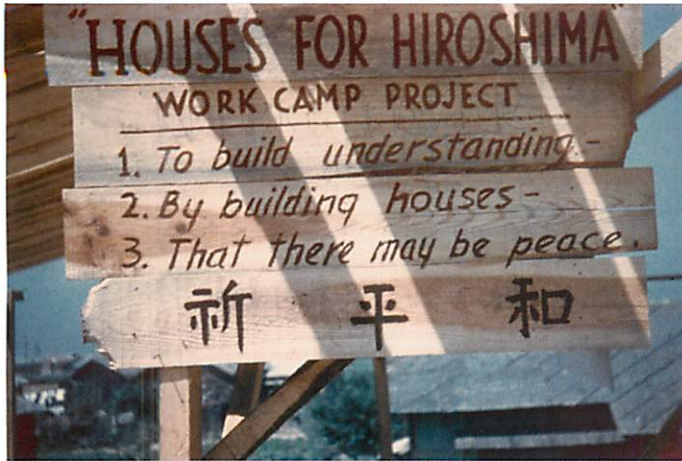 "HOUSES FOR HIROSHIMA"
WORK CAMP PROJECT
1. To build understanding-
2. By building houses-
3. That there may be peace.
祈 平 和